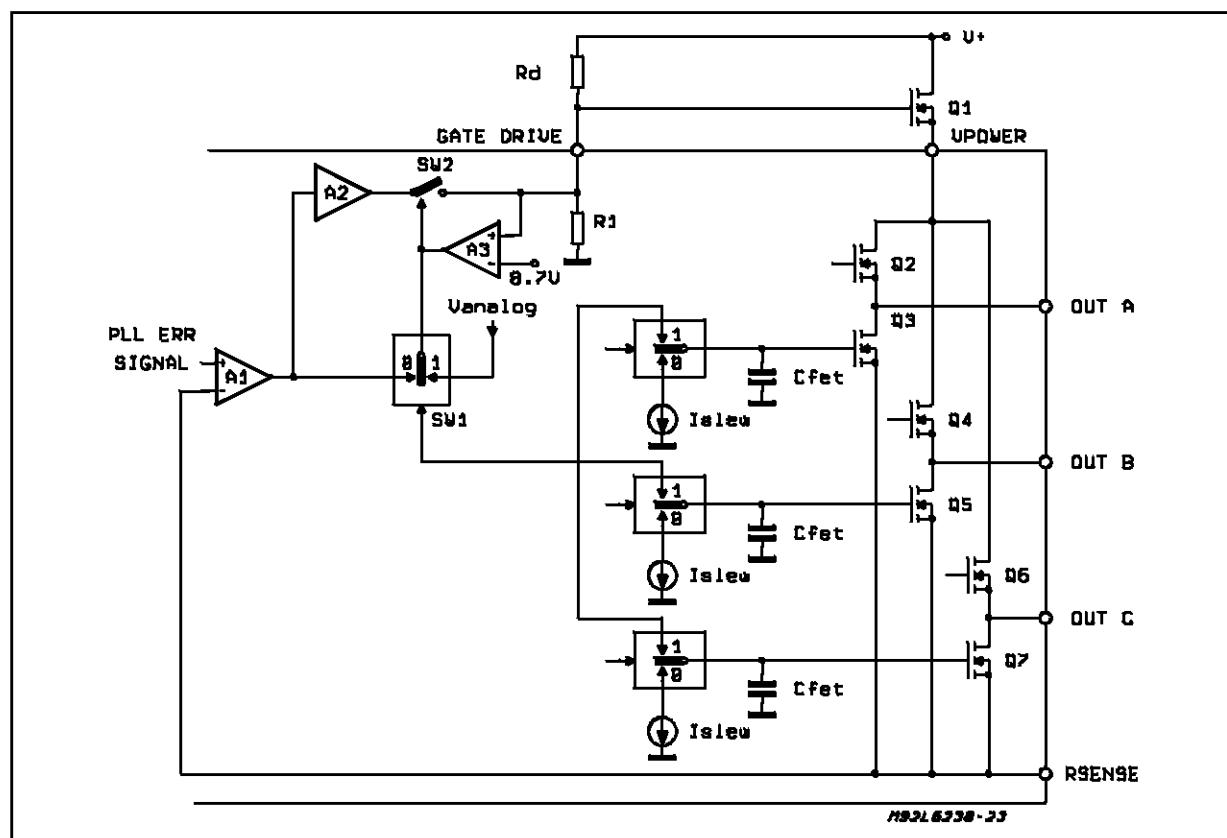 V+
Rd
Q1
GATE DRIVE
VPOWER
SW2
A2
R1
A3
+
-
0.7V
Q2
Vanalog
OUT A
Q3
PLL ERR
SIGNAL
+
-
A1
0 1
SW1
1
0
Cfet
Islew
Q4
OUT B
1
0
Q5
Cfet
Islew
Q6
OUT C
1
0
Q7
Cfet
Islew
RSENSE
M92L6238-23